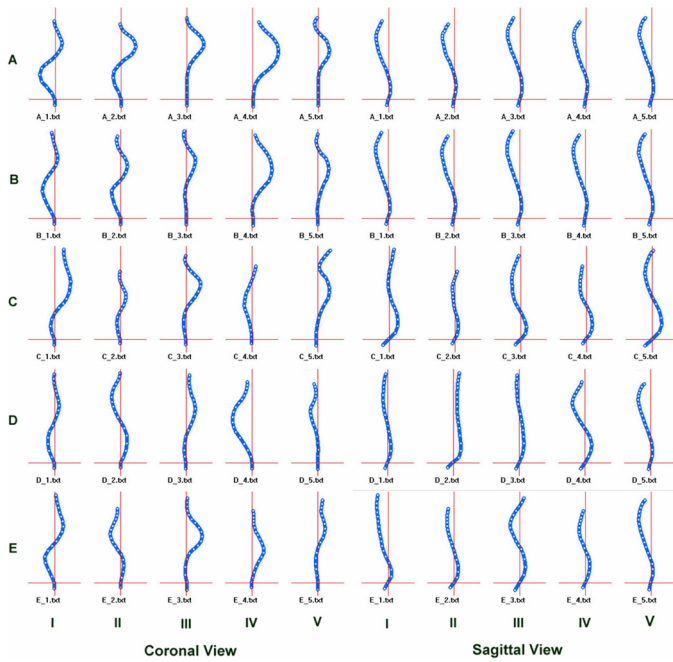 A
A_1.txt A_2.txt A_3.txt A_4.txt A_5.txt A_1.txt A_2.txt A_3.txt A_4.txt A_5.txt
B
B_1.txt B_2.txt B_3.txt B_4.txt B_5.txt B_1.txt B_2.txt B_3.txt B_4.txt B_5.txt
C
C_1.txt C_2.txt C_3.txt C_4.txt C_5.txt C_1.txt C_2.txt C_3.txt C_4.txt C_5.txt
D
D_1.txt D_2.txt D_3.txt D_4.txt D_5.txt D_1.txt D_2.txt D_3.txt D_4.txt D_5.txt
E
E_1.txt E_2.txt E_3.txt E_4.txt E_5.txt E_1.txt E_2.txt E_3.txt E_4.txt E_5.txt
I II III IV V I II III IV V
Coronal View Sagittal View